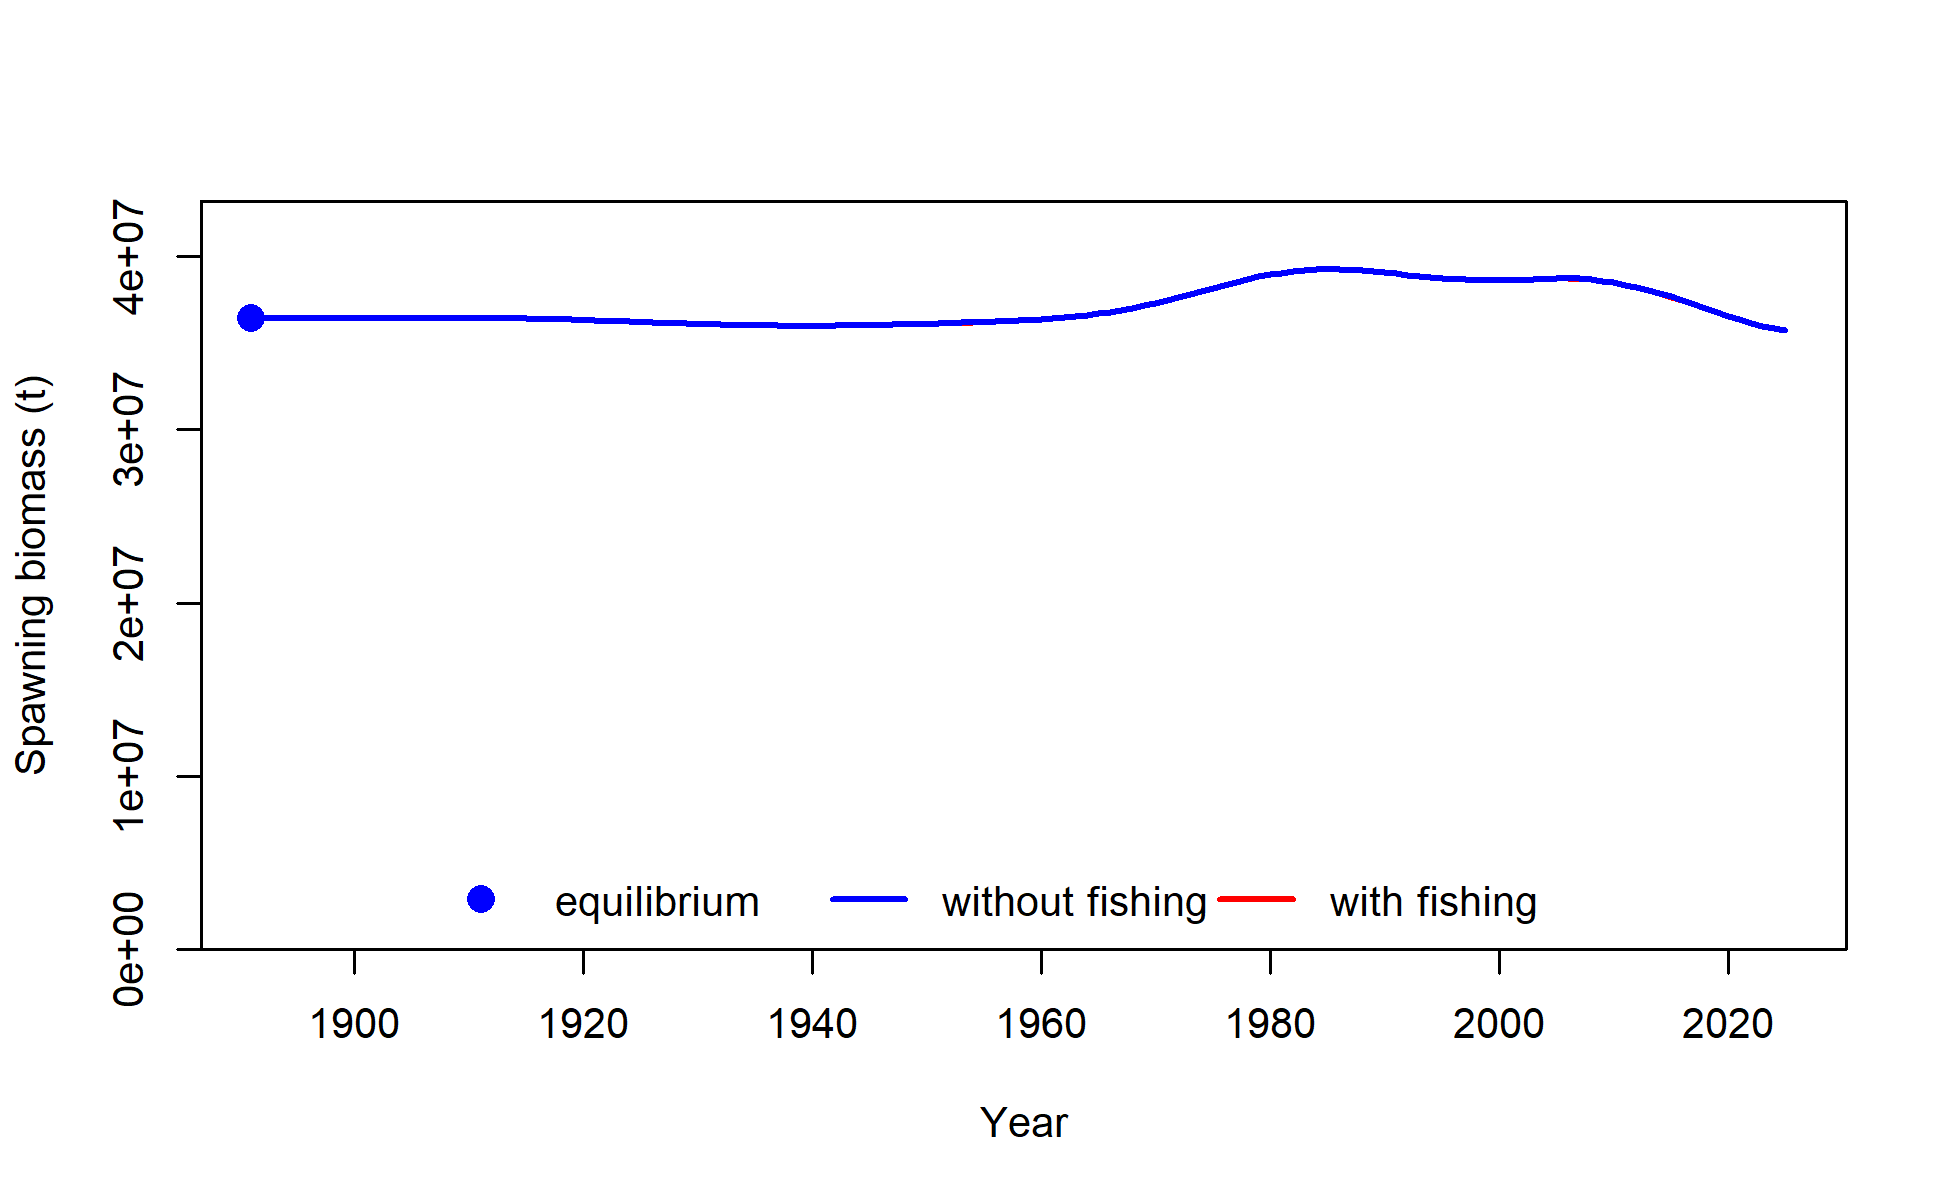 Spawning biomass (t)
4e+07
3e+07
2e+07
1e+07
0e+00
equilibrium without fishing with fishing
1900 1920 1940 1960 1980 2000 2020
Year